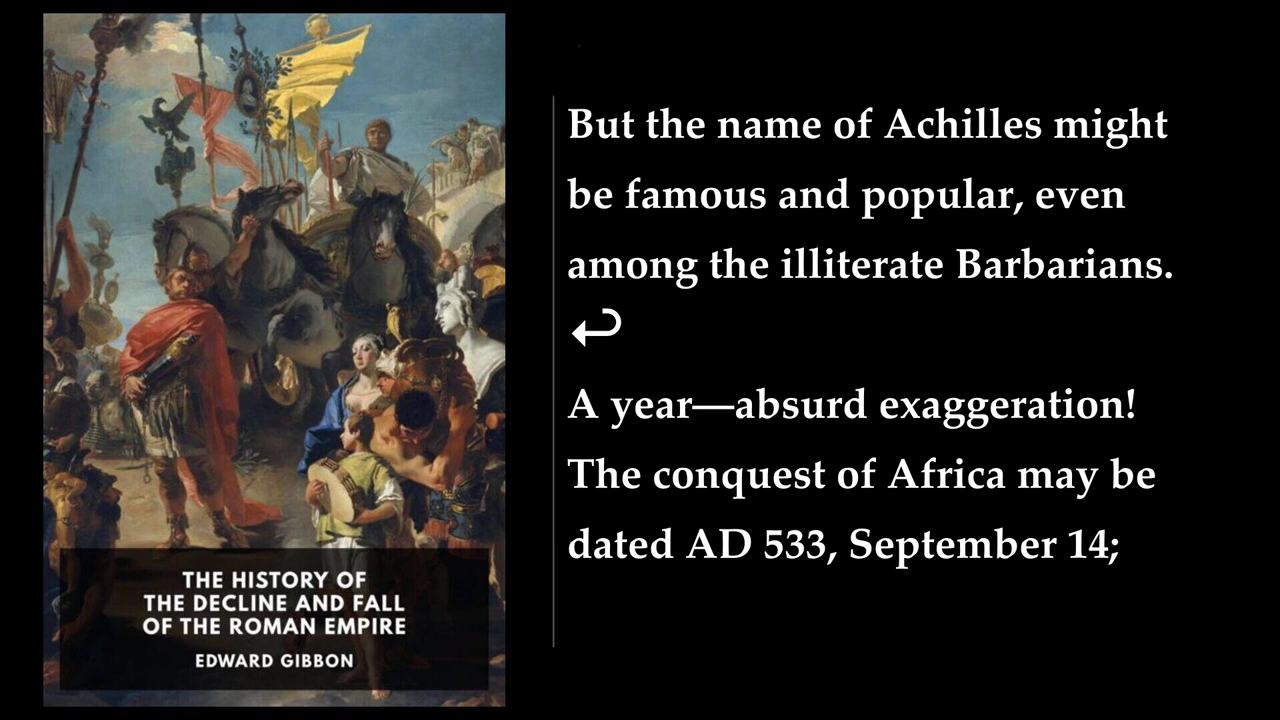 THE HISTORY OF
THE DECLINE AND FALL
OF THE ROMAN EMPIRE
EDWARD GIBBON
But the name of Achilles might
be famous and popular, even
among the illiterate Barbarians.
↩
A year—absurd exaggeration!
The conquest of Africa may be
dated AD 533, September 14;